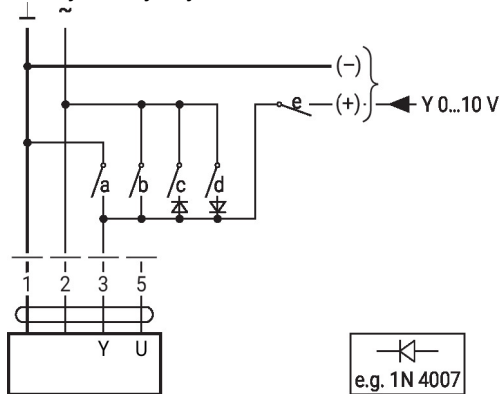 ⊥ ~
(–)
e (+) Y 0...10 V
a b c d
1 2 3 5
Y U
e.g. 1N 4007